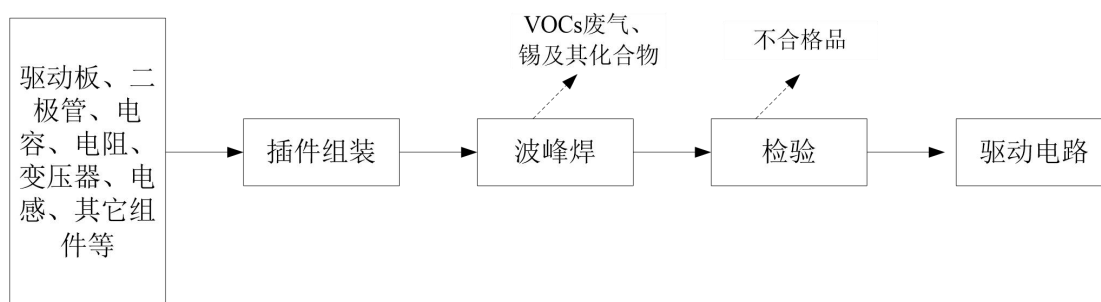 VOCs废气、
锡及其化合物
不合格品
驱动板、二
极管、电
容、电阻、
变压器、电
感、其它组
件等
插件组装
波峰焊
检验
驱动电路